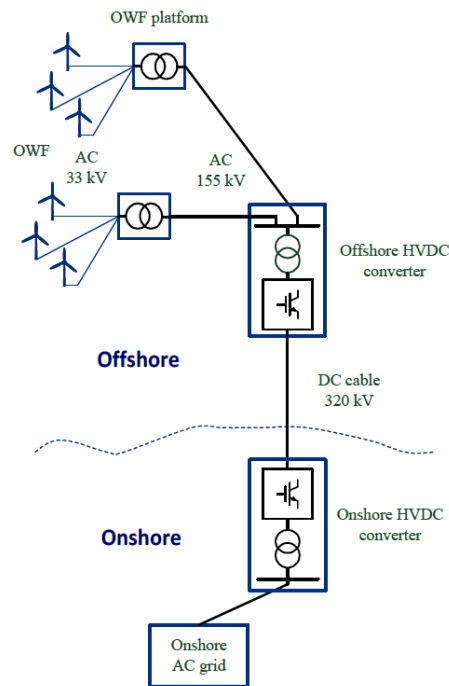 OWF platform
OWF
AC
33 kV
AC
155 kV
Offshore HVDC
converter
Offshore
DC cable
320 kV
Onshore
Onshore HVDC
converter
Onshore
AC grid